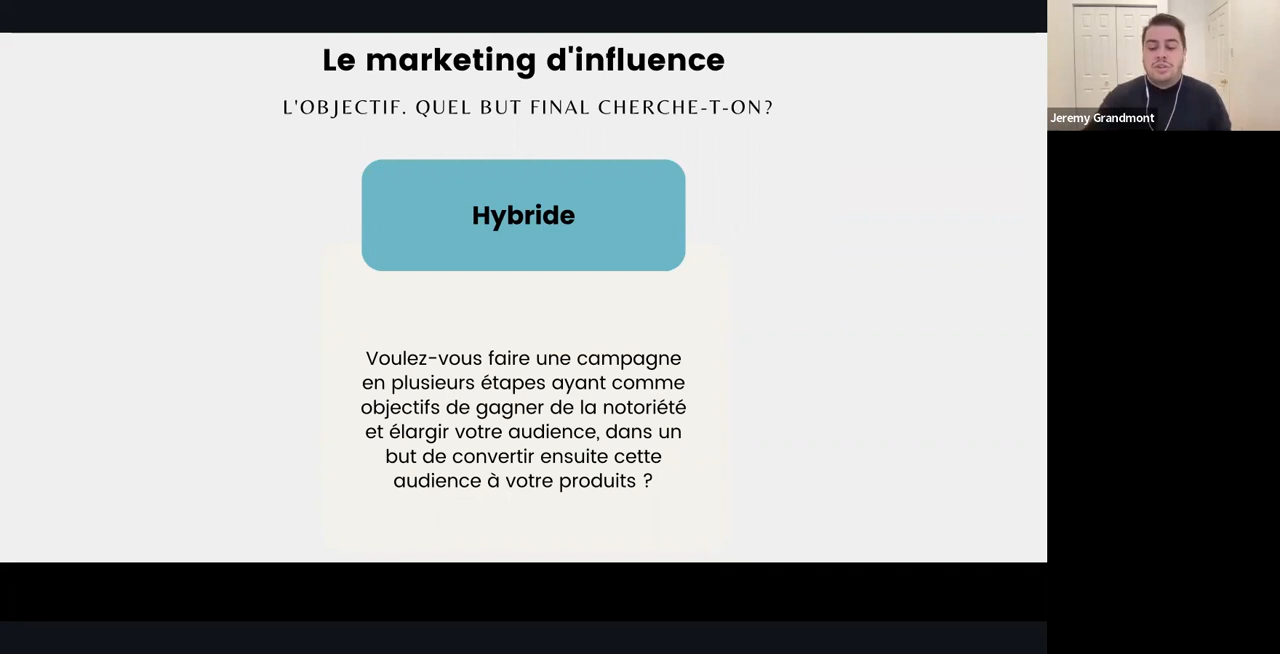 Le marketing d'influence
L'OBJECTIF. QUEL BUT FINAL CHERCHE-T-ON?
Hybride
Voulez-vous faire une campagne
en plusieurs étapes ayant comme
objectifs de gagner de la notoriété
et élargir votre audience, dans un
but de convertir ensuite cette
audience à votre produits ?
Jeremy Grandmont